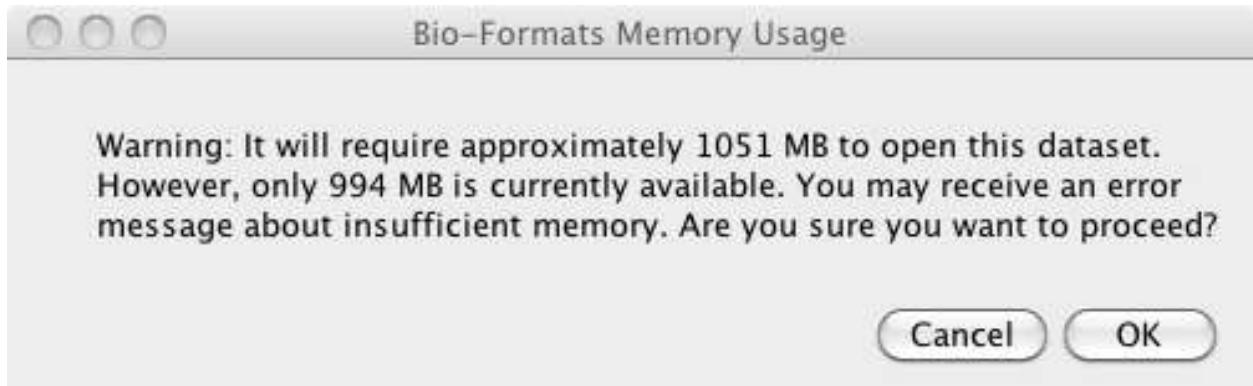 Bio-Formats Memory Usage
Warning: It will require approximately 1051 MB to open this dataset.
However, only 994 MB is currently available. You may receive an error
message about insufficient memory. Are you sure you want to proceed?
Cancel OK